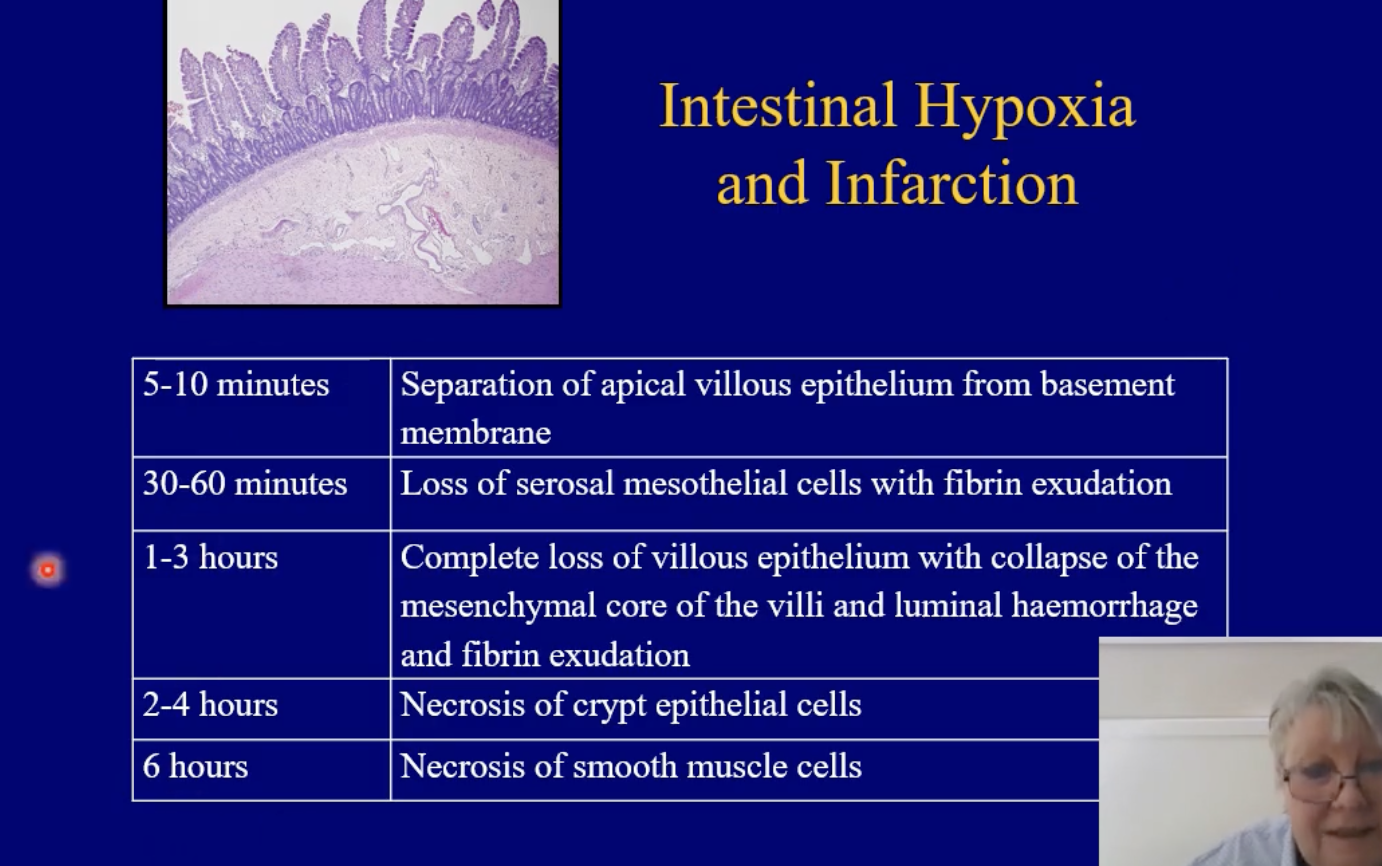 Intestinal Hypoxia
and Infarction
5-10 minutes
Separation of apical villous epithelium from basement
membrane
30-60 minutes
Loss of serosal mesothelial cells with fibrin exudation
1-3 hours
Complete loss of villous epithelium with collapse of the
mesenchymal core of the villi and luminal haemorrhage
and fibrin exudation
2-4 hours
Necrosis of crypt epithelial cells
6 hours
Necrosis of smooth muscle cells